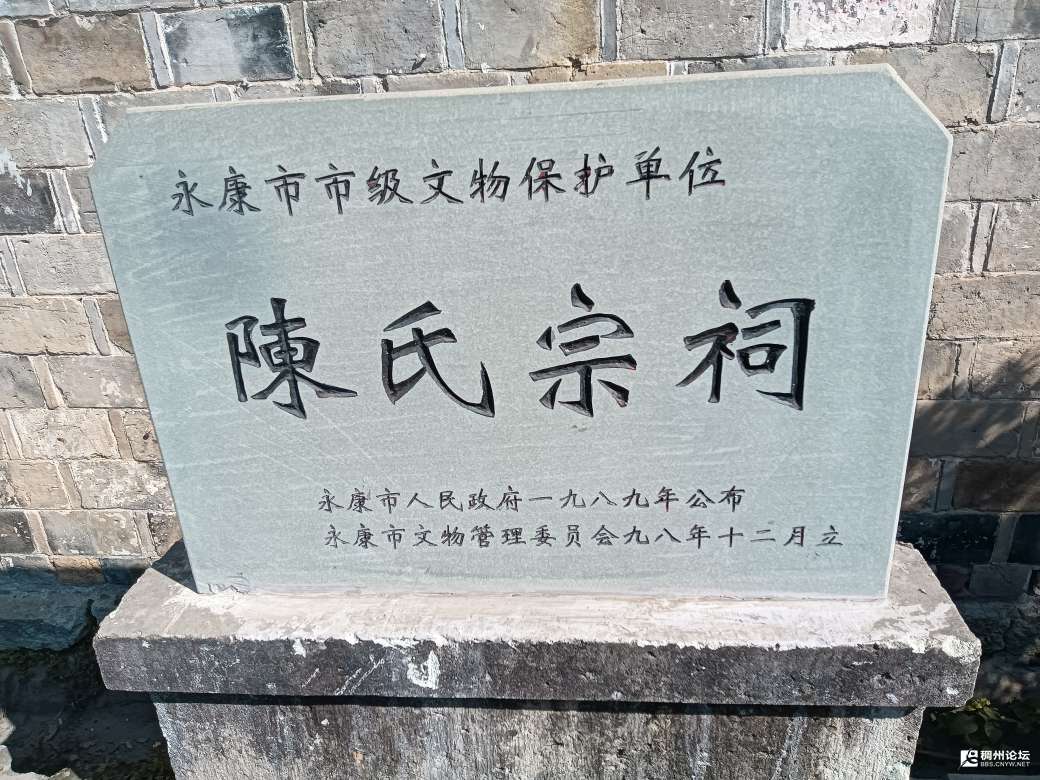 永康市市级文物保护单位
陳氏宗祠
永康市人民政府一九八九年公布
永康市文物管理委员会九八年十二月立
稠州论坛
BBS.CNYW.NET